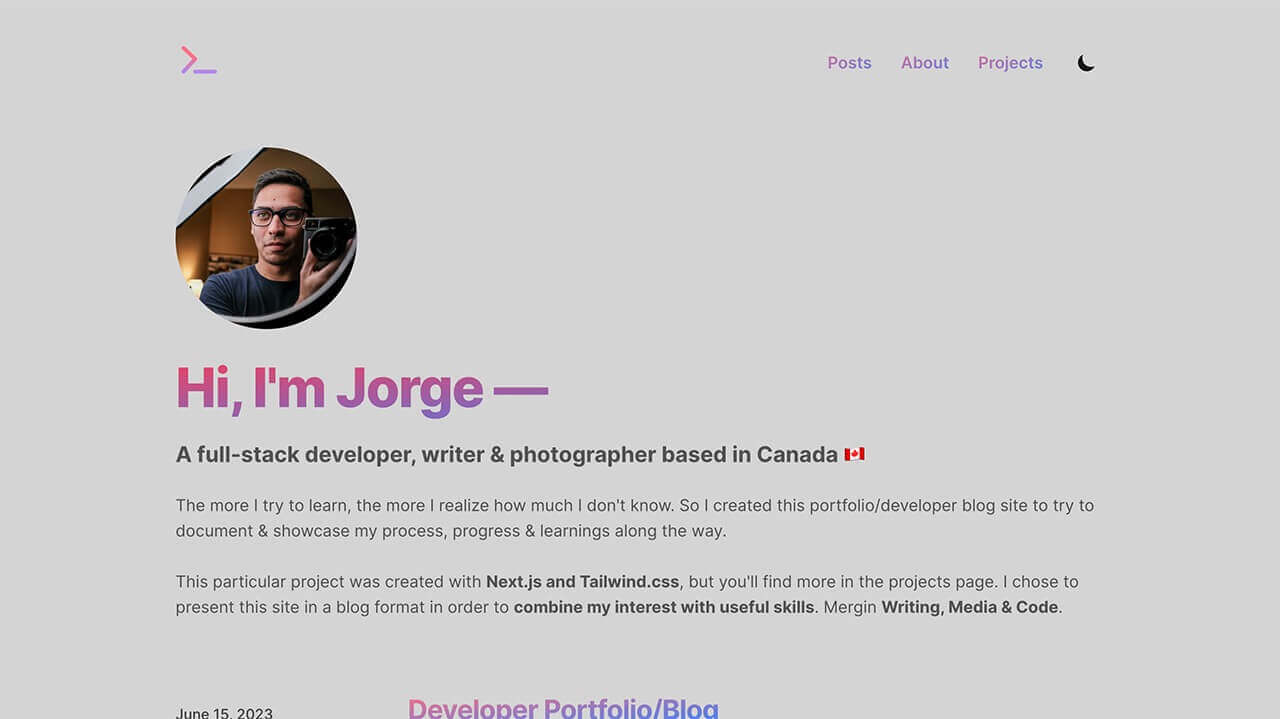 Posts About Projects
Hi, I'm Jorge —
A full-stack developer, writer & photographer based in Canada 🇨🇦
The more I try to learn, the more I realize how much I don't know. So I created this portfolio/developer blog site to try to
document & showcase my process, progress & learnings along the way.
This particular project was created with Next.js and Tailwind.css, but you'll find more in the projects page. I chose to
present this site in a blog format in order to combine my interest with useful skills. Mergin Writing, Media & Code.
June 15, 2023 Developer Portfolio/Blog